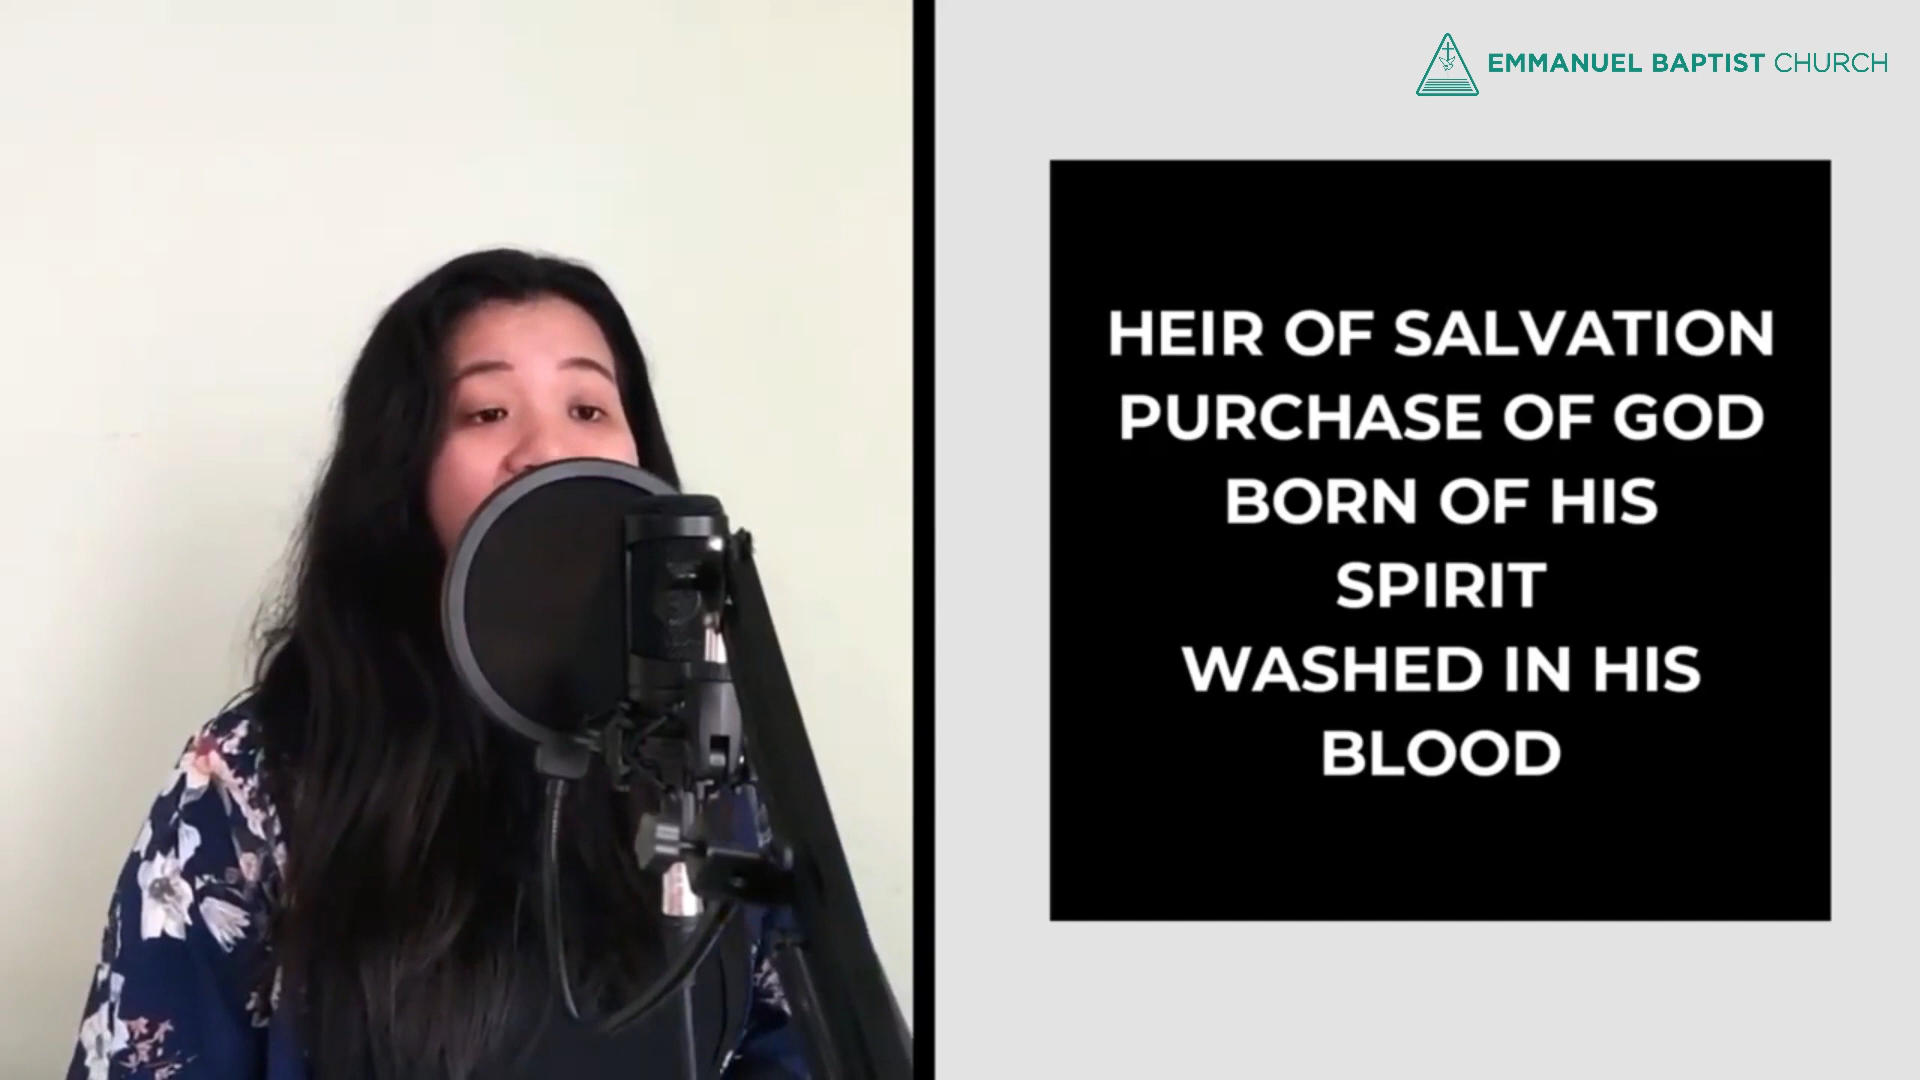 EMMANUEL BAPTIST CHURCH
HEIR OF SALVATION
PURCHASE OF GOD
BORN OF HIS
SPIRIT
WASHED IN HIS
BLOOD